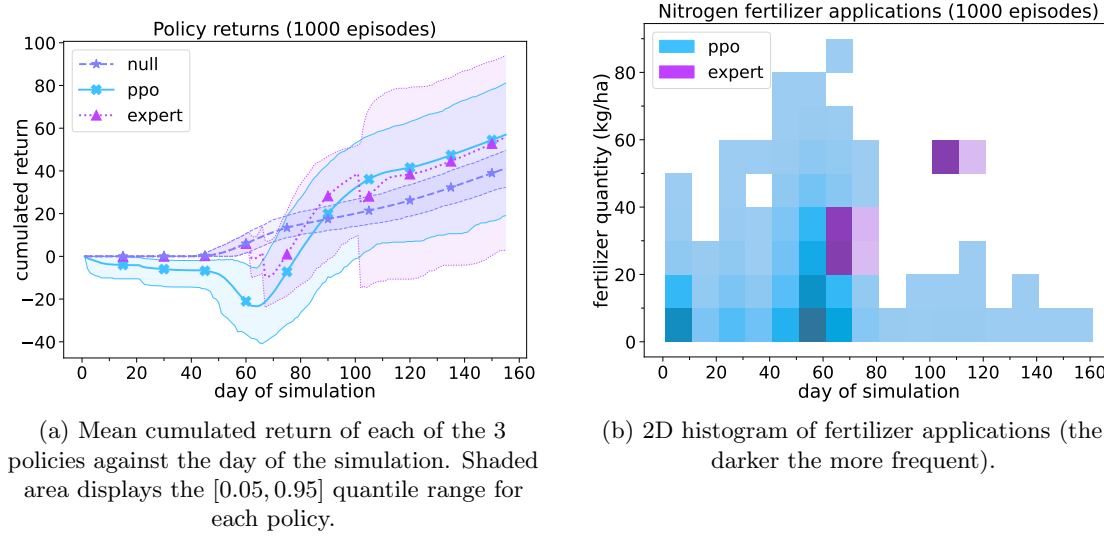 Policy returns (1000 episodes)
100
80
60
40
20
0
−20
−40
cumulated return
null
ppo
expert
0 20 40 60 80 100 120 140 160
day of simulation
(a) Mean cumulated return of each of the 3
policies against the day of the simulation. Shaded
area displays the [0.05, 0.95] quantile range for
each policy.
Nitrogen fertilizer applications (1000 episodes)
80
60
40
20
0
fertilizer quantity (kg/ha)
ppo
expert
0 20 40 60 80 100 120 140 160
day of simulation
(b) 2D histogram of fertilizer applications (the
darker the more frequent).